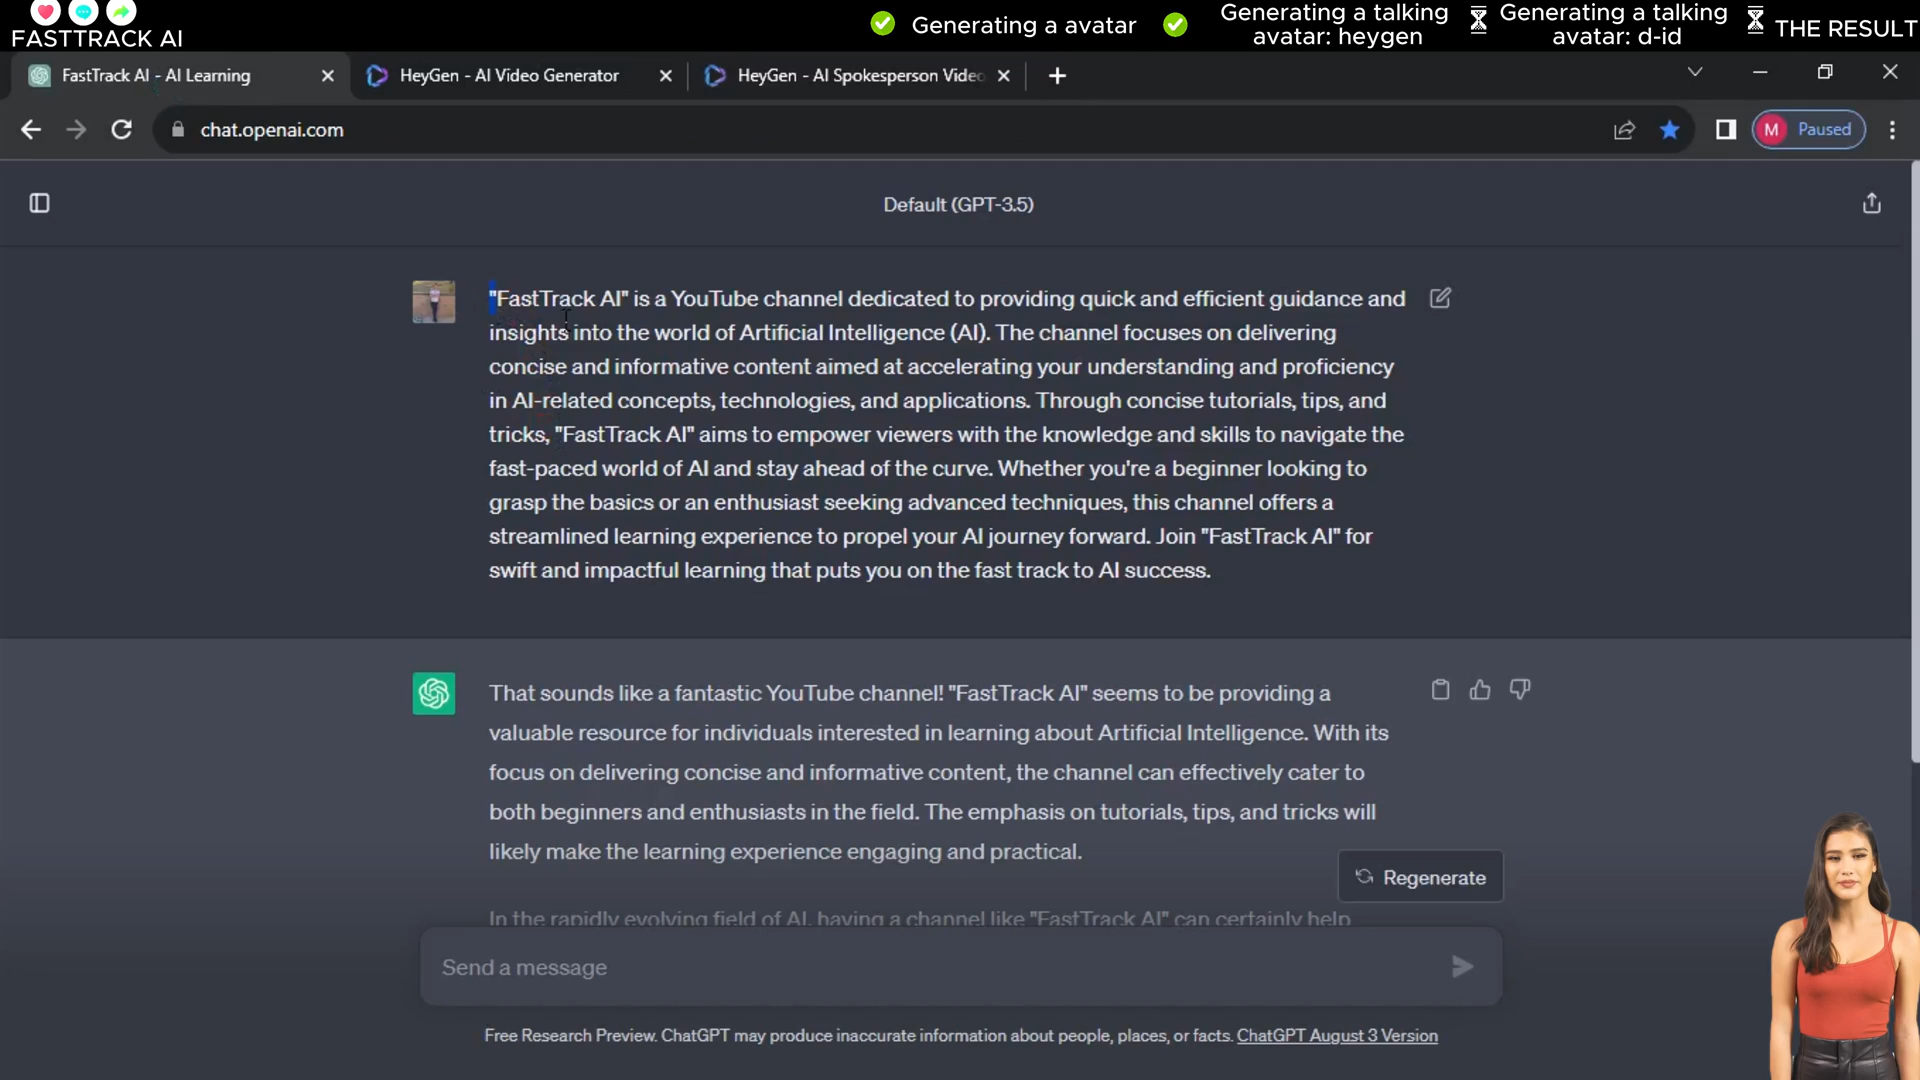 FASTTRACK AI
Generating a avatar
Generating a talking
avatar: heygen
Generating a talking
avatar: d-id
THE RESULT
FastTrack AI - AI Learning
HeyGen - AI Video Generator
HeyGen - AI Spokesperson Video
chat.openai.com
M Paused
Default (GPT-3.5)
"FastTrack AI" is a YouTube channel dedicated to providing quick and efficient guidance and
insights into the world of Artificial Intelligence (AI). The channel focuses on delivering
concise and informative content aimed at accelerating your understanding and proficiency
in AI-related concepts, technologies, and applications. Through concise tutorials, tips, and
tricks, "FastTrack AI" aims to empower viewers with the knowledge and skills to navigate the
fast-paced world of AI and stay ahead of the curve. Whether you're a beginner looking to
grasp the basics or an enthusiast seeking advanced techniques, this channel offers a
streamlined learning experience to propel your AI journey forward. Join "FastTrack AI" for
swift and impactful learning that puts you on the fast track to AI success.
That sounds like a fantastic YouTube channel! "FastTrack AI" seems to be providing a
valuable resource for individuals interested in learning about Artificial Intelligence. With its
focus on delivering concise and informative content, the channel can effectively cater to
both beginners and enthusiasts in the field. The emphasis on tutorials, tips, and tricks will
likely make the learning experience engaging and practical.
Regenerate
In the rapidly evolving field of AI, having a channel like "FastTrack AI" can certainly help
Send a message
Free Research Preview. ChatGPT may produce inaccurate information about people, places, or facts. ChatGPT August 3 Version